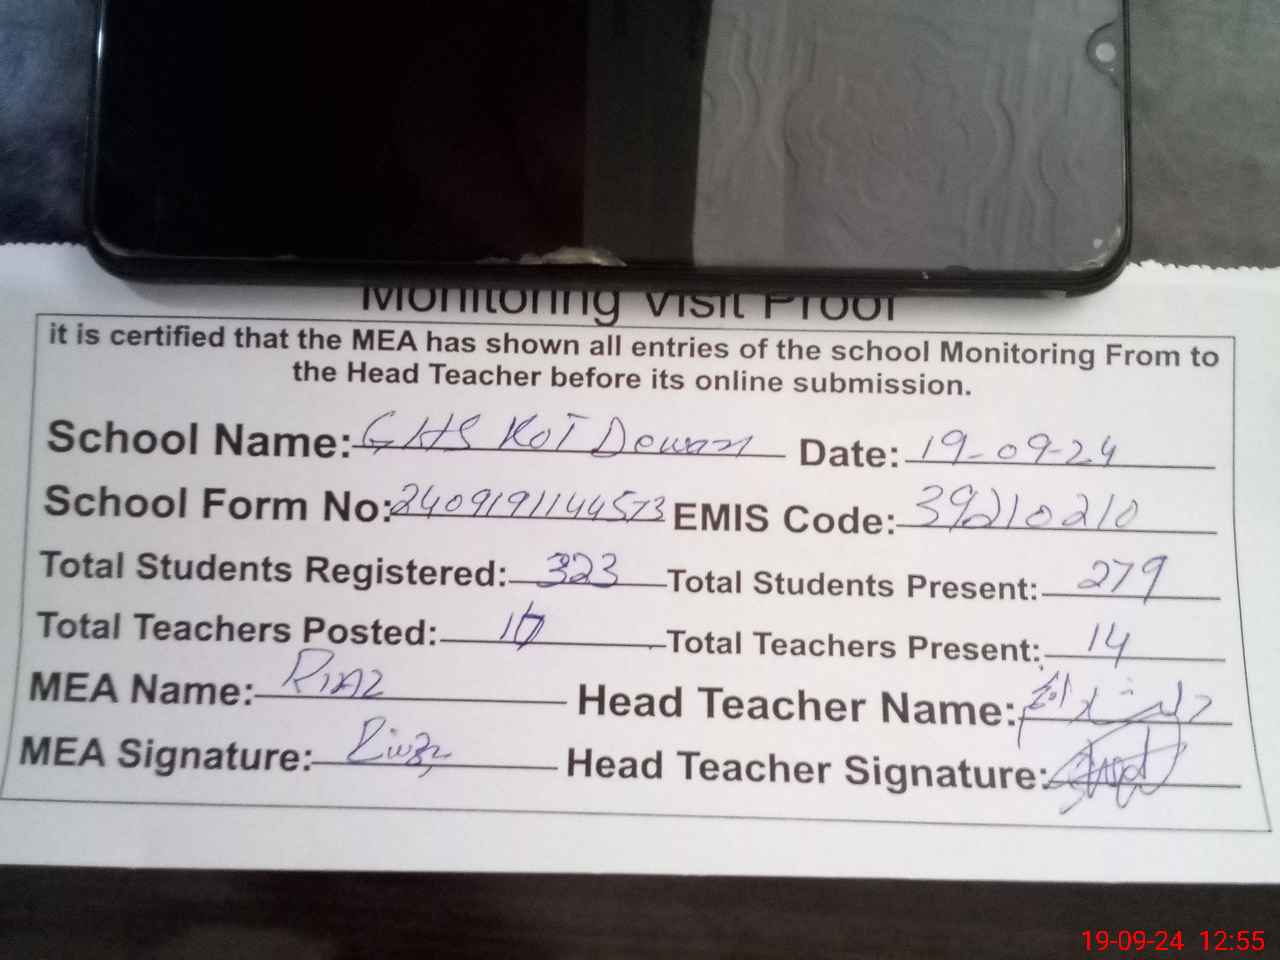 Monitoring Visit Proof
it is certified that the MEA has shown all entries of the school Monitoring From to
the Head Teacher before its online submission.
School Name: GHS KOT Dewan Date: 19-09-24
School Form No: 2409191144573 EMIS Code: 39210210
Total Students Registered: 323 Total Students Present: 279
Total Teachers Posted: Total Teachers Present: 14
MEA Name: RIAZ Head Teacher Name:
MEA Signature: Riaz Head Teacher Signature:
19-09-24 12:55